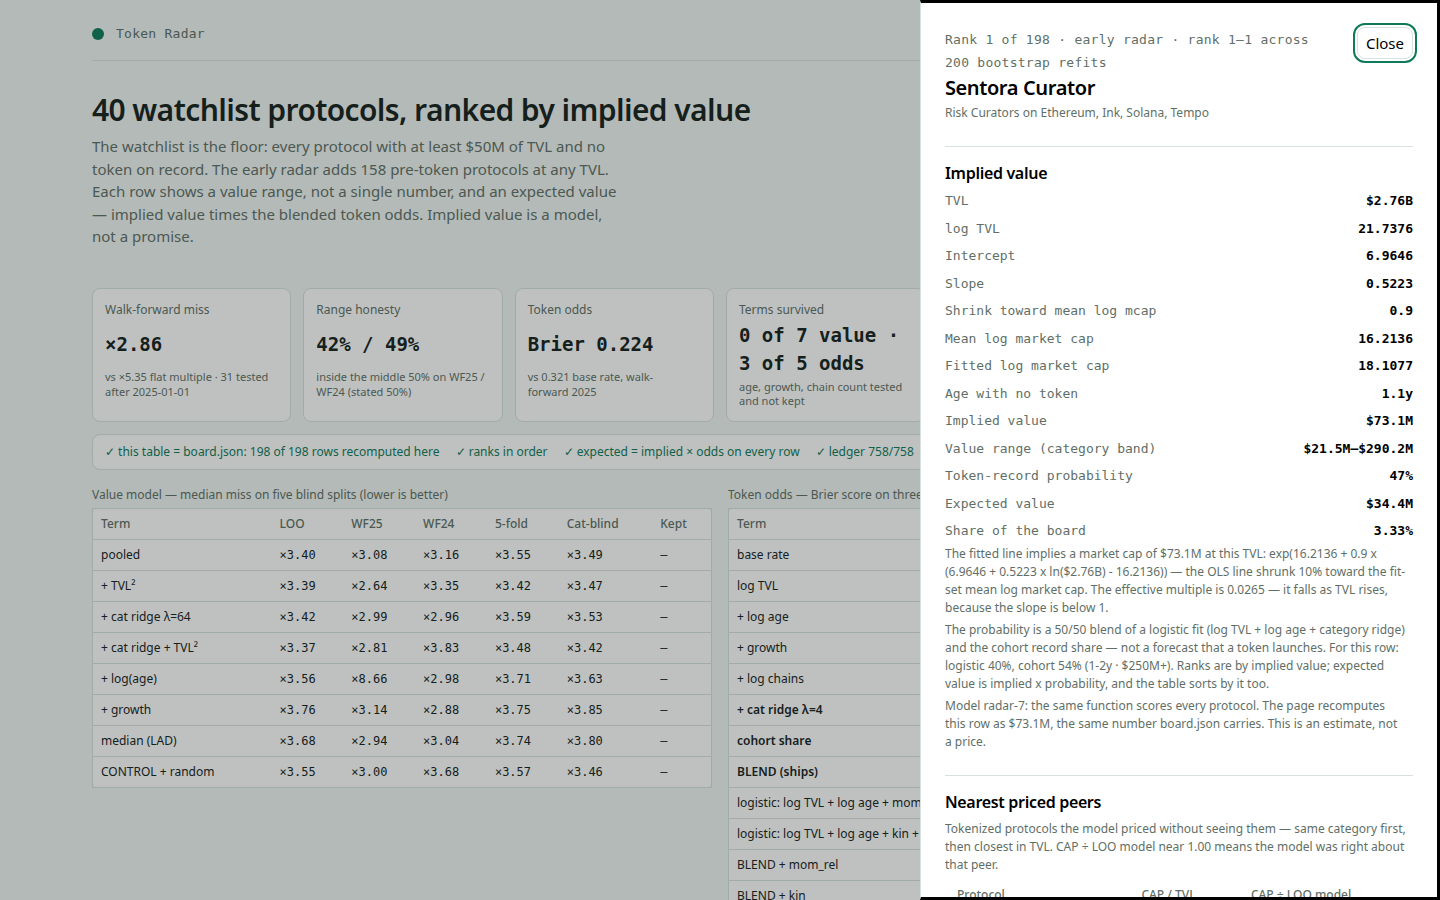 Token Radar
40 watchlist protocols, ranked by implied value
The watchlist is the floor: every protocol with at least $50M of TVL and no
token on record. The early radar adds 158 pre-token protocols at any TVL.
Each row shows a value range, not a single number, and an expected value
— implied value times the blended token odds. Implied value is a model,
not a promise.
Walk-forward miss
×2.86
vs ×5.35 flat multiple · 31 tested
after 2025-01-01
Range honesty
42% / 49%
inside the middle 50% on WF25 /
WF24 (stated 50%)
Token odds
Brier 0.224
vs 0.321 base rate, walk-
forward 2025
Terms survived
0 of 7 value ·
3 of 5 odds
age, growth, chain count tested
and not kept
✓ this table = board.json: 198 of 198 rows recomputed here ✓ ranks in order ✓ expected = implied × odds on every row ✓ ledger 758/758
Value model — median miss on five blind splits (lower is better)
Term LOO WF25 WF24 5-fold Cat-blind Kept
pooled ×3.40 ×3.08 ×3.16 ×3.55 ×3.49 —
+ TVL² ×3.39 ×2.64 ×3.35 ×3.42 ×3.47 —
+ cat ridge λ=64 ×3.42 ×2.99 ×2.96 ×3.59 ×3.53 —
+ cat ridge + TVL² ×3.37 ×2.81 ×3.83 ×3.48 ×3.42 —
+ log(age) ×3.56 ×8.66 ×2.98 ×3.71 ×3.63 —
+ growth ×3.76 ×3.14 ×2.88 ×3.75 ×3.85 —
median (LAD) ×3.68 ×2.94 ×3.04 ×3.74 ×3.80 —
CONTROL + random ×3.55 ×3.00 ×3.68 ×3.57 ×3.46 —
Token odds — Brier score on three
Term
base rate
log TVL
+ log age
+ growth
+ log chains
+ cat ridge λ=4
cohort share
BLEND (ships)
logistic: log TVL + log age + mom
logistic: log TVL + log age + kin +
BLEND + mom_rel
BLEND + kin
Rank 1 of 198 · early radar · rank 1–1 across
200 bootstrap refits
Close
Sentora Curator
Risk Curators on Ethereum, Ink, Solana, Tempo
Implied value
TVL $2.76B
log TVL 21.7376
Intercept 6.9646
Slope 0.5223
Shrink toward mean log mcap 0.9
Mean log market cap 16.2136
Fitted log market cap 18.1077
Age with no token 1.1y
Implied value $73.1M
Value range (category band) $21.5M–$290.2M
Token-record probability 47%
Expected value $34.4M
Share of the board 3.33%
The fitted line implies a market cap of $73.1M at this TVL: exp(16.2136 + 0.9 x
(6.9646 + 0.5223 x ln($2.76B) - 16.2136)) — the OLS line shrunk 10% toward the fit-
set mean log market cap. The effective multiple is 0.0265 — it falls as TVL rises,
because the slope is below 1.
The probability is a 50/50 blend of a logistic fit (log TVL + log age + category ridge)
and the cohort record share — not a forecast that a token launches. For this row:
logistic 40%, cohort 54% (1-2y · $250M+). Ranks are by implied value; expected
value is implied x probability, and the table sorts by it too.
Model radar-7: the same function scores every protocol. The page recomputes
this row as $73.1M, the same number board.json carries. This is an estimate, not
a price.
Nearest priced peers
Tokenized protocols the model priced without seeing them — same category first,
then closest in TVL. CAP ÷ LOO model near 1.00 means the model was right about
that peer.
Protocol CAP / TVL CAP ÷ LOO model